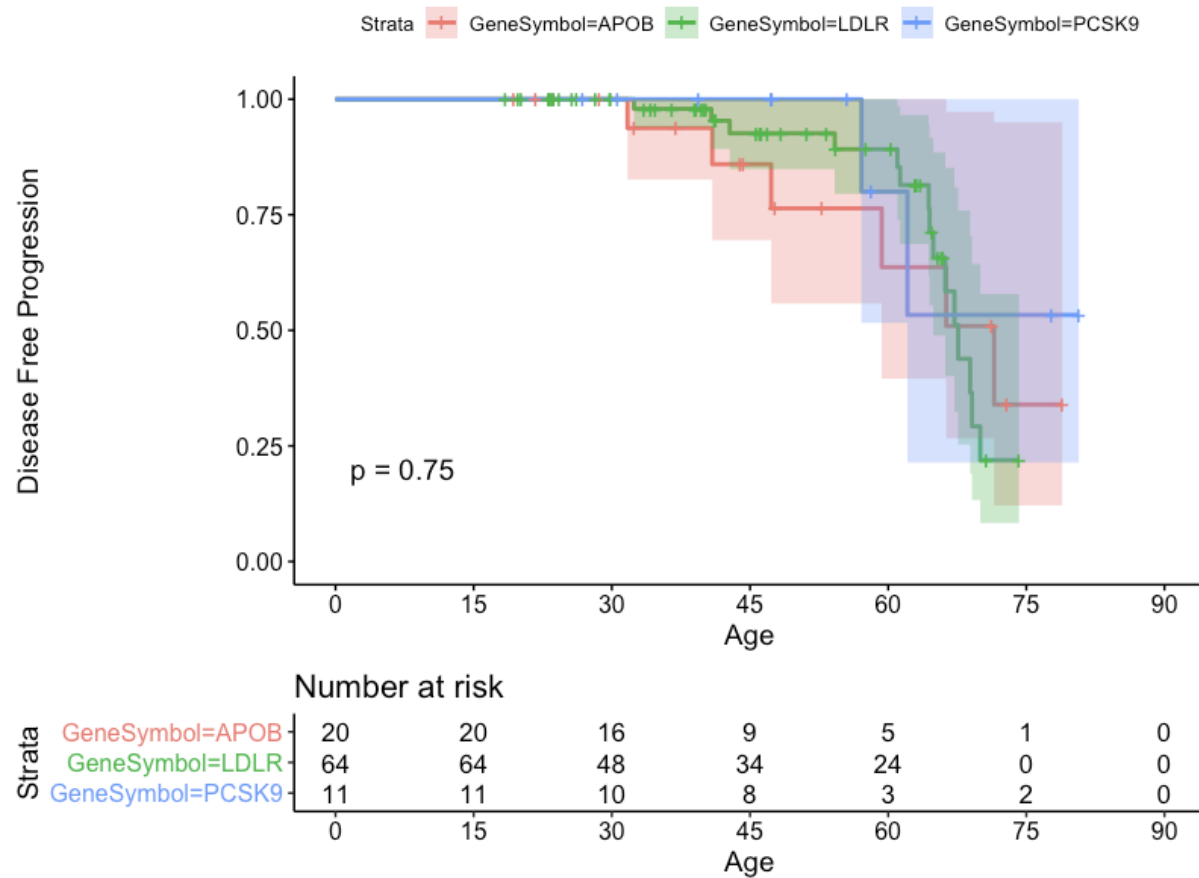 Strata GeneSymbol=APOB GeneSymbol=LDLR GeneSymbol=PCSK9
Disease Free Progression
1.00
0.75
0.50
0.25
0.00
p = 0.75
0 15 30 45 60 75 90
Age
Number at risk
Strata
GeneSymbol=APOB 20 20 16 9 5 1 0
GeneSymbol=LDLR 64 64 48 34 24 0 0
GeneSymbol=PCSK9 11 11 10 8 3 2 0
0 15 30 45 60 75 90
Age